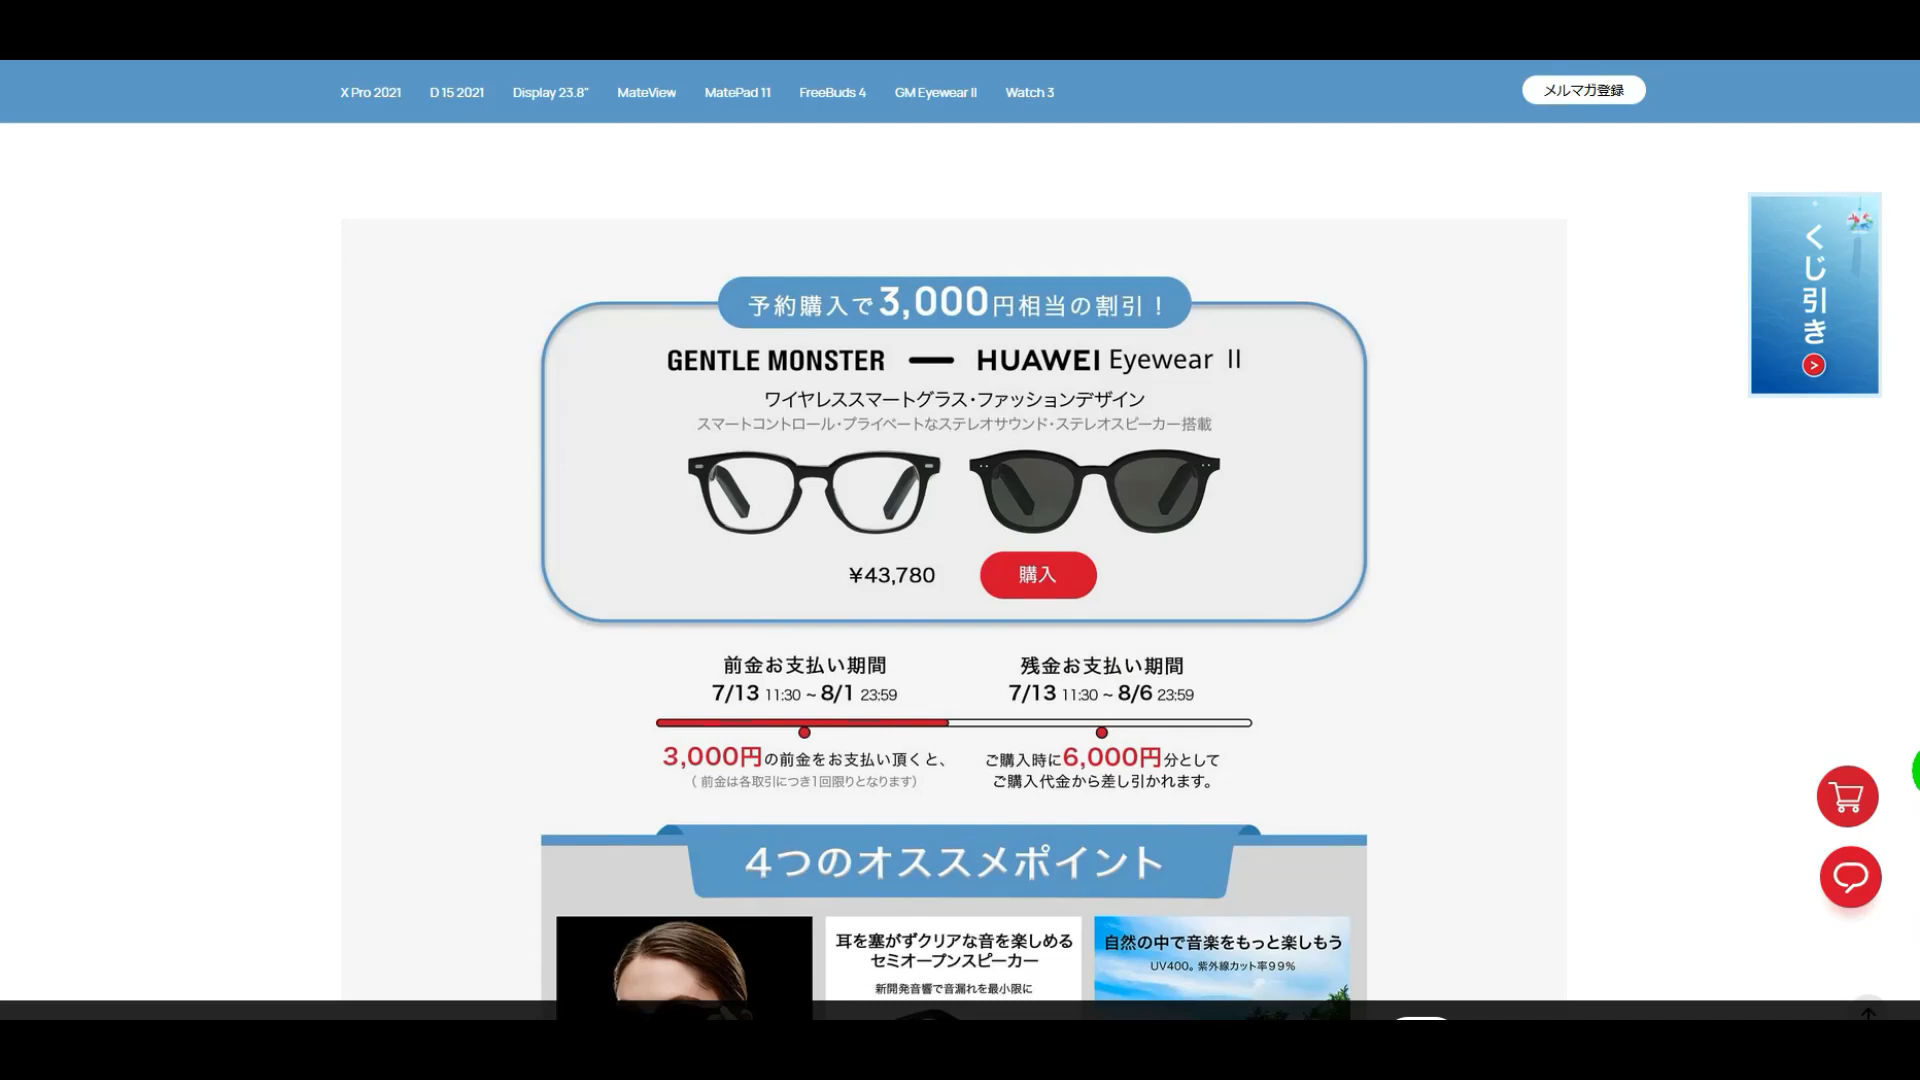 X Pro 2021 D 15 2021 Display 23.8" MateView MatePad 11 FreeBuds 4 GM Eyewear II Watch 3 メルマガ登録
くじ引き
予約購入で3,000円相当の割引！
GENTLE MONSTER — HUAWEI Eyewear II
ワイヤレススマートグラス・ファッションデザイン
スマートコントロール・プライベートなステレオサウンド・ステレオスピーカー搭載
¥43,780 購入
前金お支払い期間
7/13 11:30 ~ 8/1 23:59
残金お支払い期間
7/13 11:30 ~ 8/6 23:59
3,000円の前金をお支払い頂くと、
（前金は各取引につき1回限りとなります）
ご購入時に6,000円分として
ご購入代金から差し引かれます。
4つのオススメポイント
耳を塞がずクリアな音を楽しめる
セミオープンスピーカー
新開発音響で音漏れを最小限に
自然の中で音楽をもっと楽しもう
UV400。紫外線カット率99%